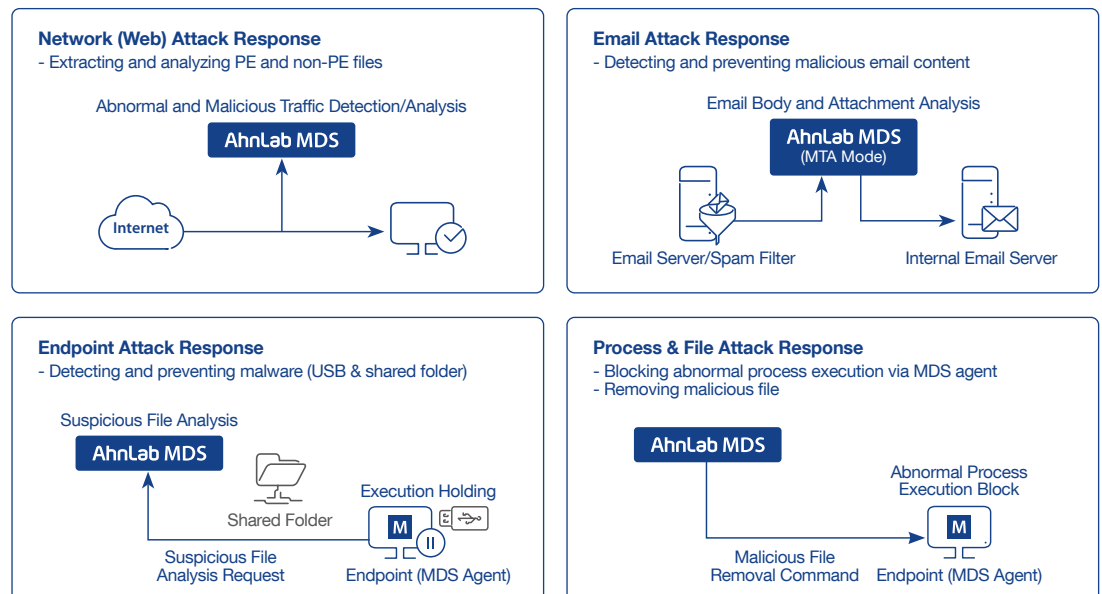 Network (Web) Attack Response
- Extracting and analyzing PE and non-PE files
Abnormal and Malicious Traffic Detection/Analysis
AhnLab MDS
Internet
Email Attack Response
- Detecting and preventing malicious email content
Email Body and Attachment Analysis
AhnLab MDS
(MTA Mode)
Email Server/Spam Filter
Internal Email Server
Endpoint Attack Response
- Detecting and preventing malware (USB & shared folder)
Suspicious File Analysis
AhnLab MDS
Shared Folder
Execution Holding
M
Suspicious File
Analysis Request
Endpoint (MDS Agent)
Process & File Attack Response
- Blocking abnormal process execution via MDS agent
- Removing malicious file
AhnLab MDS
Abnormal Process
Execution Block
M
Malicious File
Removal Command
Endpoint (MDS Agent)